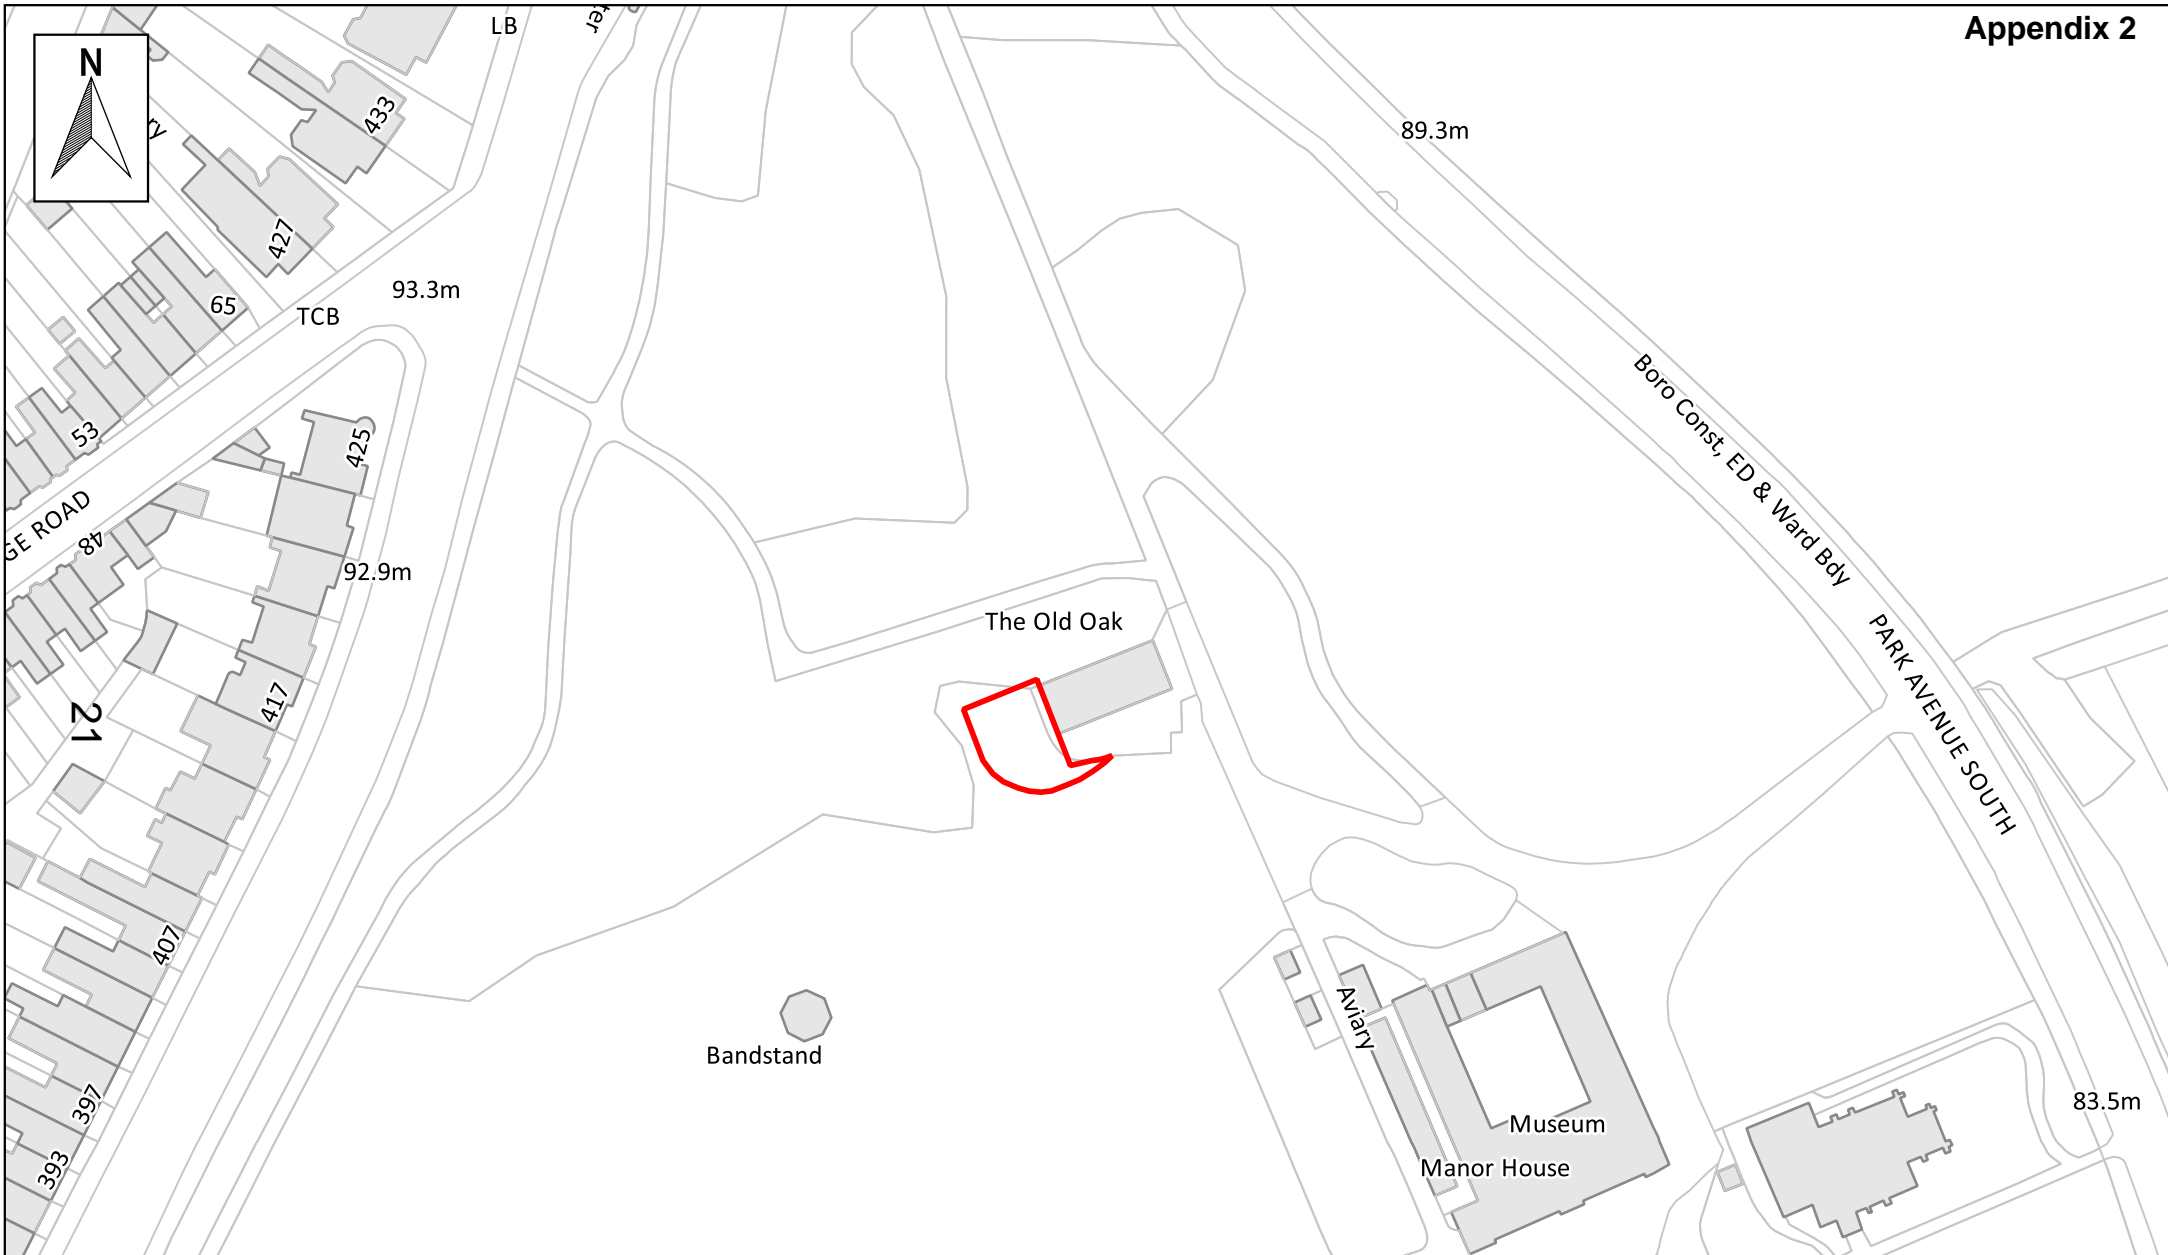 Appendix 2
LB
ter
N
ry
433
89.3m
427
93.3m
65
TCB
Boro Const, ED & Ward Bdy
53
425
GE ROAD
48
92.9m
The Old Oak
PARK AVENUE SOUTH
417
21
407
Aviary
Bandstand
397
83.5m
Museum
Manor House
393